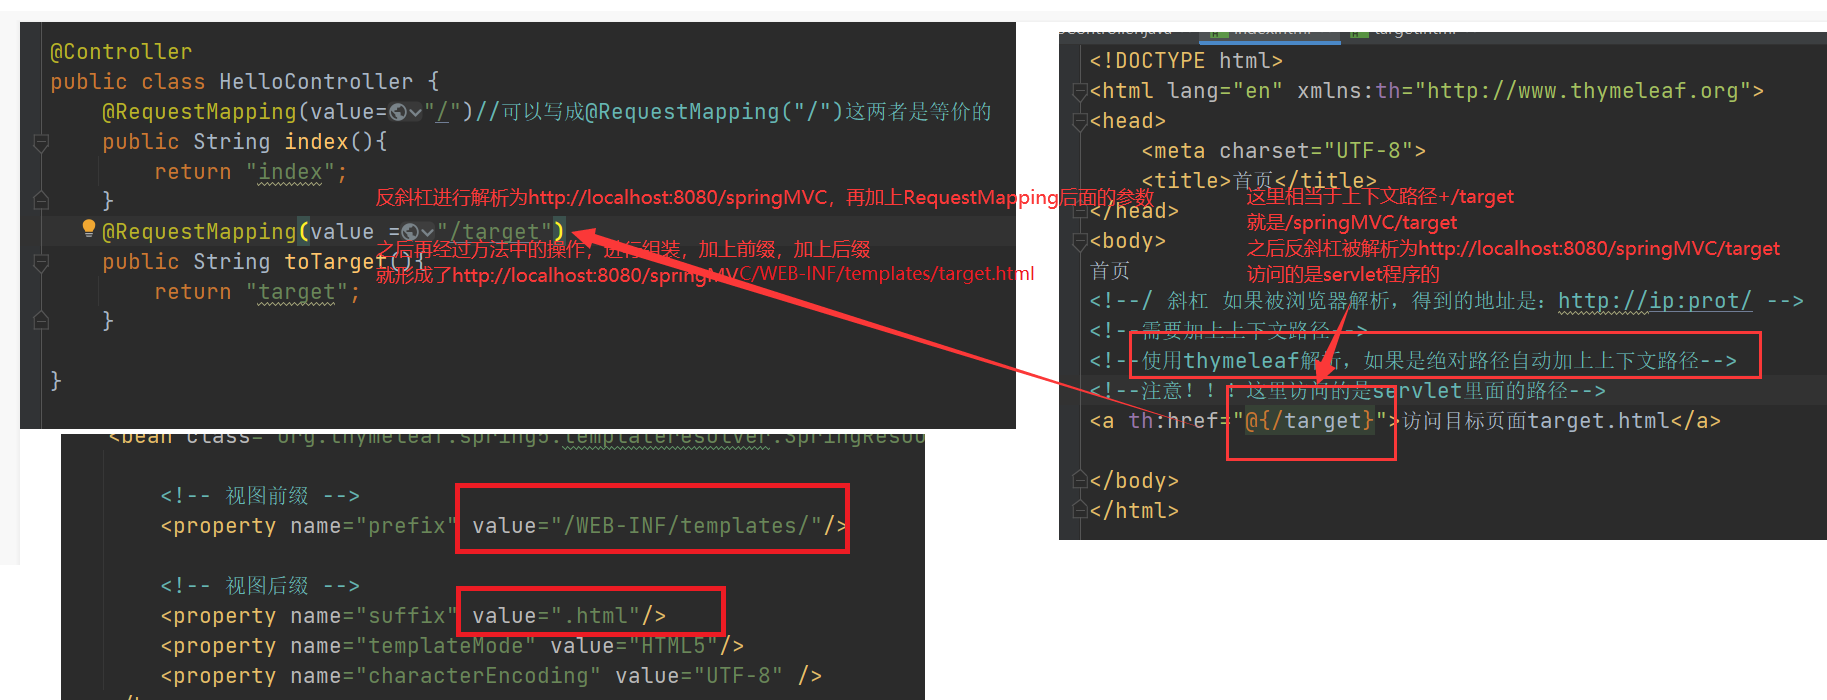 @Controller
public class HelloController {
@RequestMapping(value="/")//可以写成@RequestMapping("/")这两者是等价的
public String index(){
return "index";
}
反斜杠进行解析为http://localhost:8080/springMVC，再加上RequestMapping后面的参数
@RequestMapping(value ="/target")
之后再经过方法中的操作，进行组装，加上前缀，加上后缀
public String toTarget(){
就形成了http://localhost:8080/springMVC/WEB-INF/templates/target.html
return "target";
}
}
<bean class="org.thymeleaf.spring5.templateresolver.SpringResou
<!-- 视图前缀 -->
<property name="prefix" value="/WEB-INF/templates/"/>
<!-- 视图后缀 -->
<property name="suffix" value=".html"/>
<property name="templateMode" value="HTML5"/>
<property name="characterEncoding" value="UTF-8" />
<!DOCTYPE html>
<html lang="en" xmlns:th="http://www.thymeleaf.org">
<head>
<meta charset="UTF-8">
<title>首页</title>
这里相当于上下文路径+/target
</head>
就是/springMVC/target
<body>
之后反斜杠被解析为http://localhost:8080/springMVC/target
首页
访问的是servlet程序的
<!--/ 斜杠 如果被浏览器解析，得到的地址是：http://ip:prot/ -->
<!--需要加上上下文路径-->
<!--使用thymeleaf解析，如果是绝对路径自动加上上下文路径-->
<!--注意！！！这里访问的是servlet里面的路径-->
<a th:href="@{/target}">访问目标页面target.html</a>
</body>
</html>